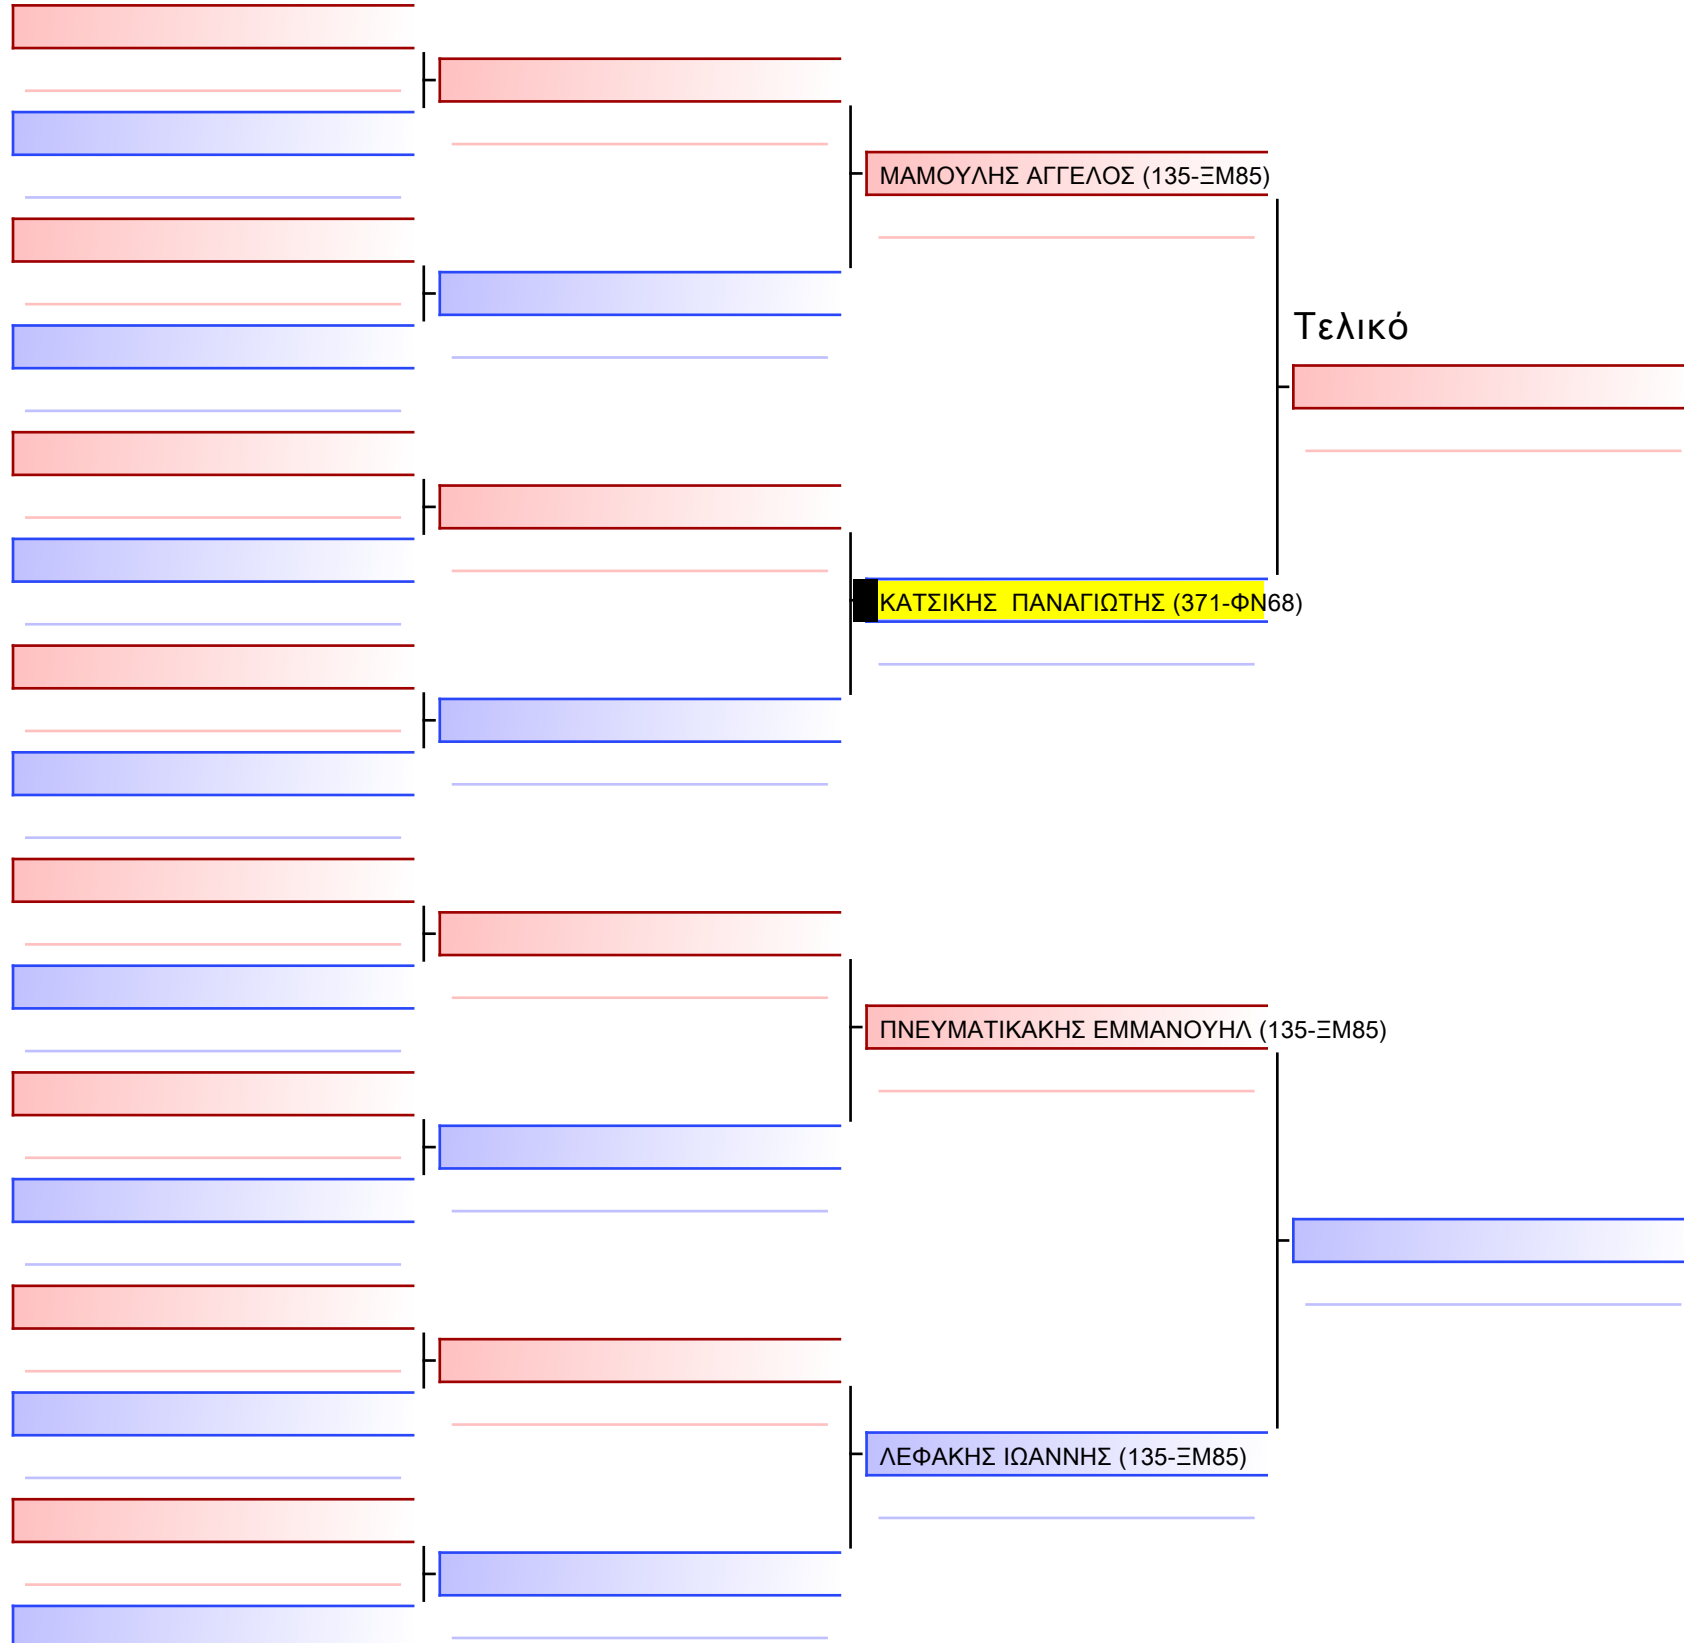 ΜΑΜΟΥΛΗΣ ΑΓΓΕΛΟΣ (135-ΞΜ85)
Τελικό
ΚΑΤΣΙΚΗΣ  ΠΑΝΑΓΙΩΤΗΣ (371-ΦΝ68)
ΠΝΕΥΜΑΤΙΚΑΚΗΣ ΕΜΜΑΝΟΥΗΛ (135-ΞΜ85)
ΛΕΦΑΚΗΣ ΙΩΑΝΝΗΣ (135-ΞΜ85)